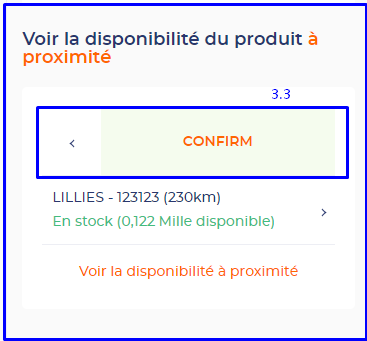 Voir la disponibilité du produit à
proximité
3.3
CONFIRM
LILLIES - 123123 (230km)
En stock (0,122 Mille disponible)
Voir la disponibilité à proximité